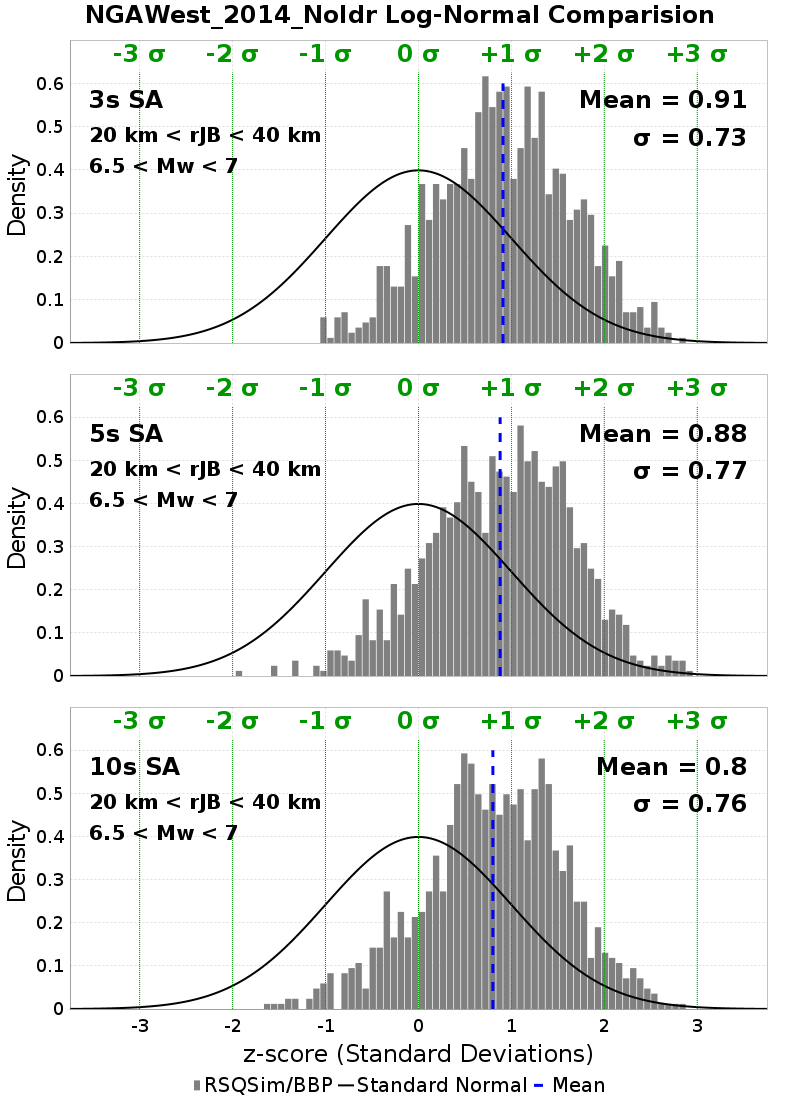 NGAWest_2014_NoIdr Log-Normal Comparision
-3 σ -2 σ -1 σ 0 σ +1 σ +2 σ +3 σ
3s SA Mean = 0.91
20 km < rJB < 40 km σ = 0.73
6.5 < Mw < 7
Density
0.6
0.5
0.4
0.3
0.2
0.1
0
-3 σ -2 σ -1 σ 0 σ +1 σ +2 σ +3 σ
5s SA Mean = 0.88
20 km < rJB < 40 km σ = 0.77
6.5 < Mw < 7
Density
0.6
0.5
0.4
0.3
0.2
0.1
0
-3 σ -2 σ -1 σ 0 σ +1 σ +2 σ +3 σ
10s SA Mean = 0.8
20 km < rJB < 40 km σ = 0.76
6.5 < Mw < 7
Density
0.6
0.5
0.4
0.3
0.2
0.1
0
-3 -2 -1 0 1 2 3
z-score (Standard Deviations)
RSQSim/BBP Standard Normal Mean